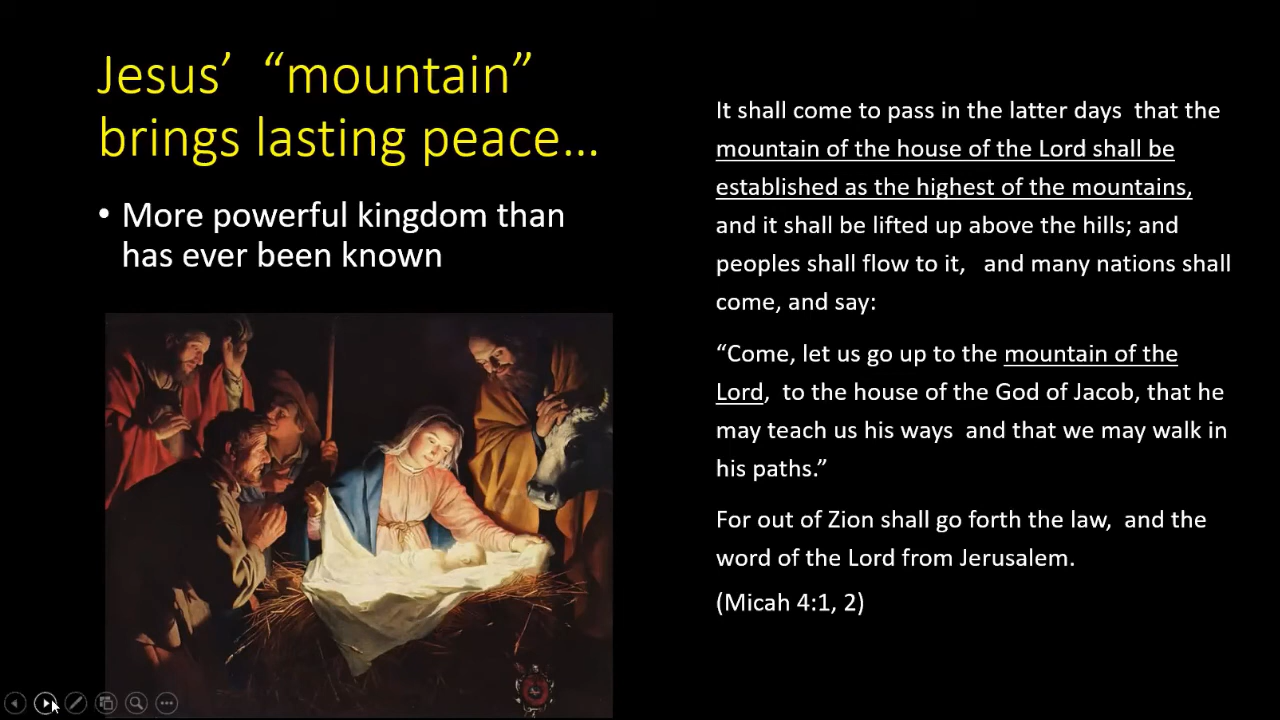 Jesus’ “mountain”
brings lasting peace…
• More powerful kingdom than
has ever been known
It shall come to pass in the latter days that the
mountain of the house of the Lord shall be
established as the highest of the mountains,
and it shall be lifted up above the hills; and
peoples shall flow to it, and many nations shall
come, and say:
“Come, let us go up to the mountain of the
Lord, to the house of the God of Jacob, that he
may teach us his ways and that we may walk in
his paths.”
For out of Zion shall go forth the law, and the
word of the Lord from Jerusalem.
(Micah 4:1, 2)